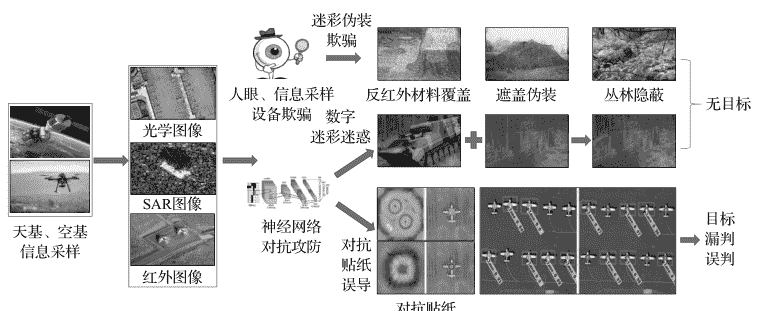 迷彩伪装
欺骗
人眼、信息采样
设备欺骗
反红外材料覆盖
遮盖伪装
丛林隐蔽
无目标
光学图像
数字
迷彩迷惑
SAR图像
神经网络
对抗攻防
天基、空基
信息采样
红外图像
对抗
贴纸
误导
目标
漏判
误判
对抗贴纸